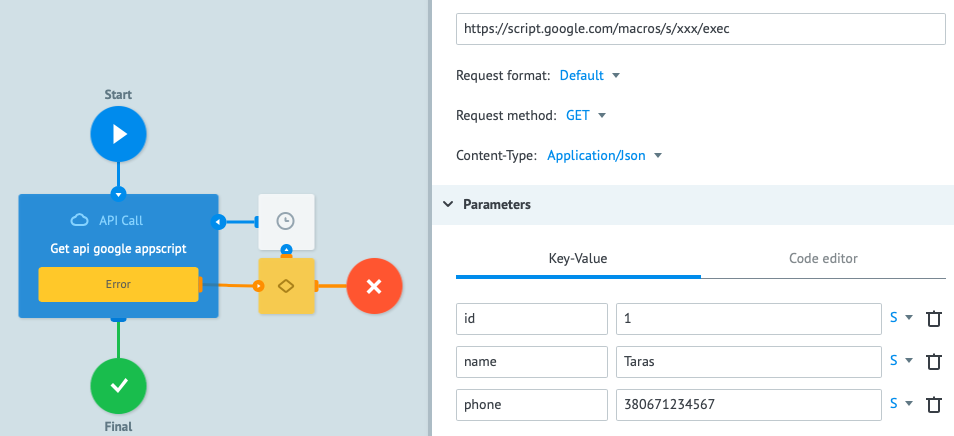 Start
API Call
Get api google appscript
Error
Final
https://script.google.com/macros/s/xxx/exec
Request format: Default
Request method: GET
Content-Type: Application/Json
Parameters
Key-Value
Code editor
id 1 S
name Taras S
phone 380671234567 S